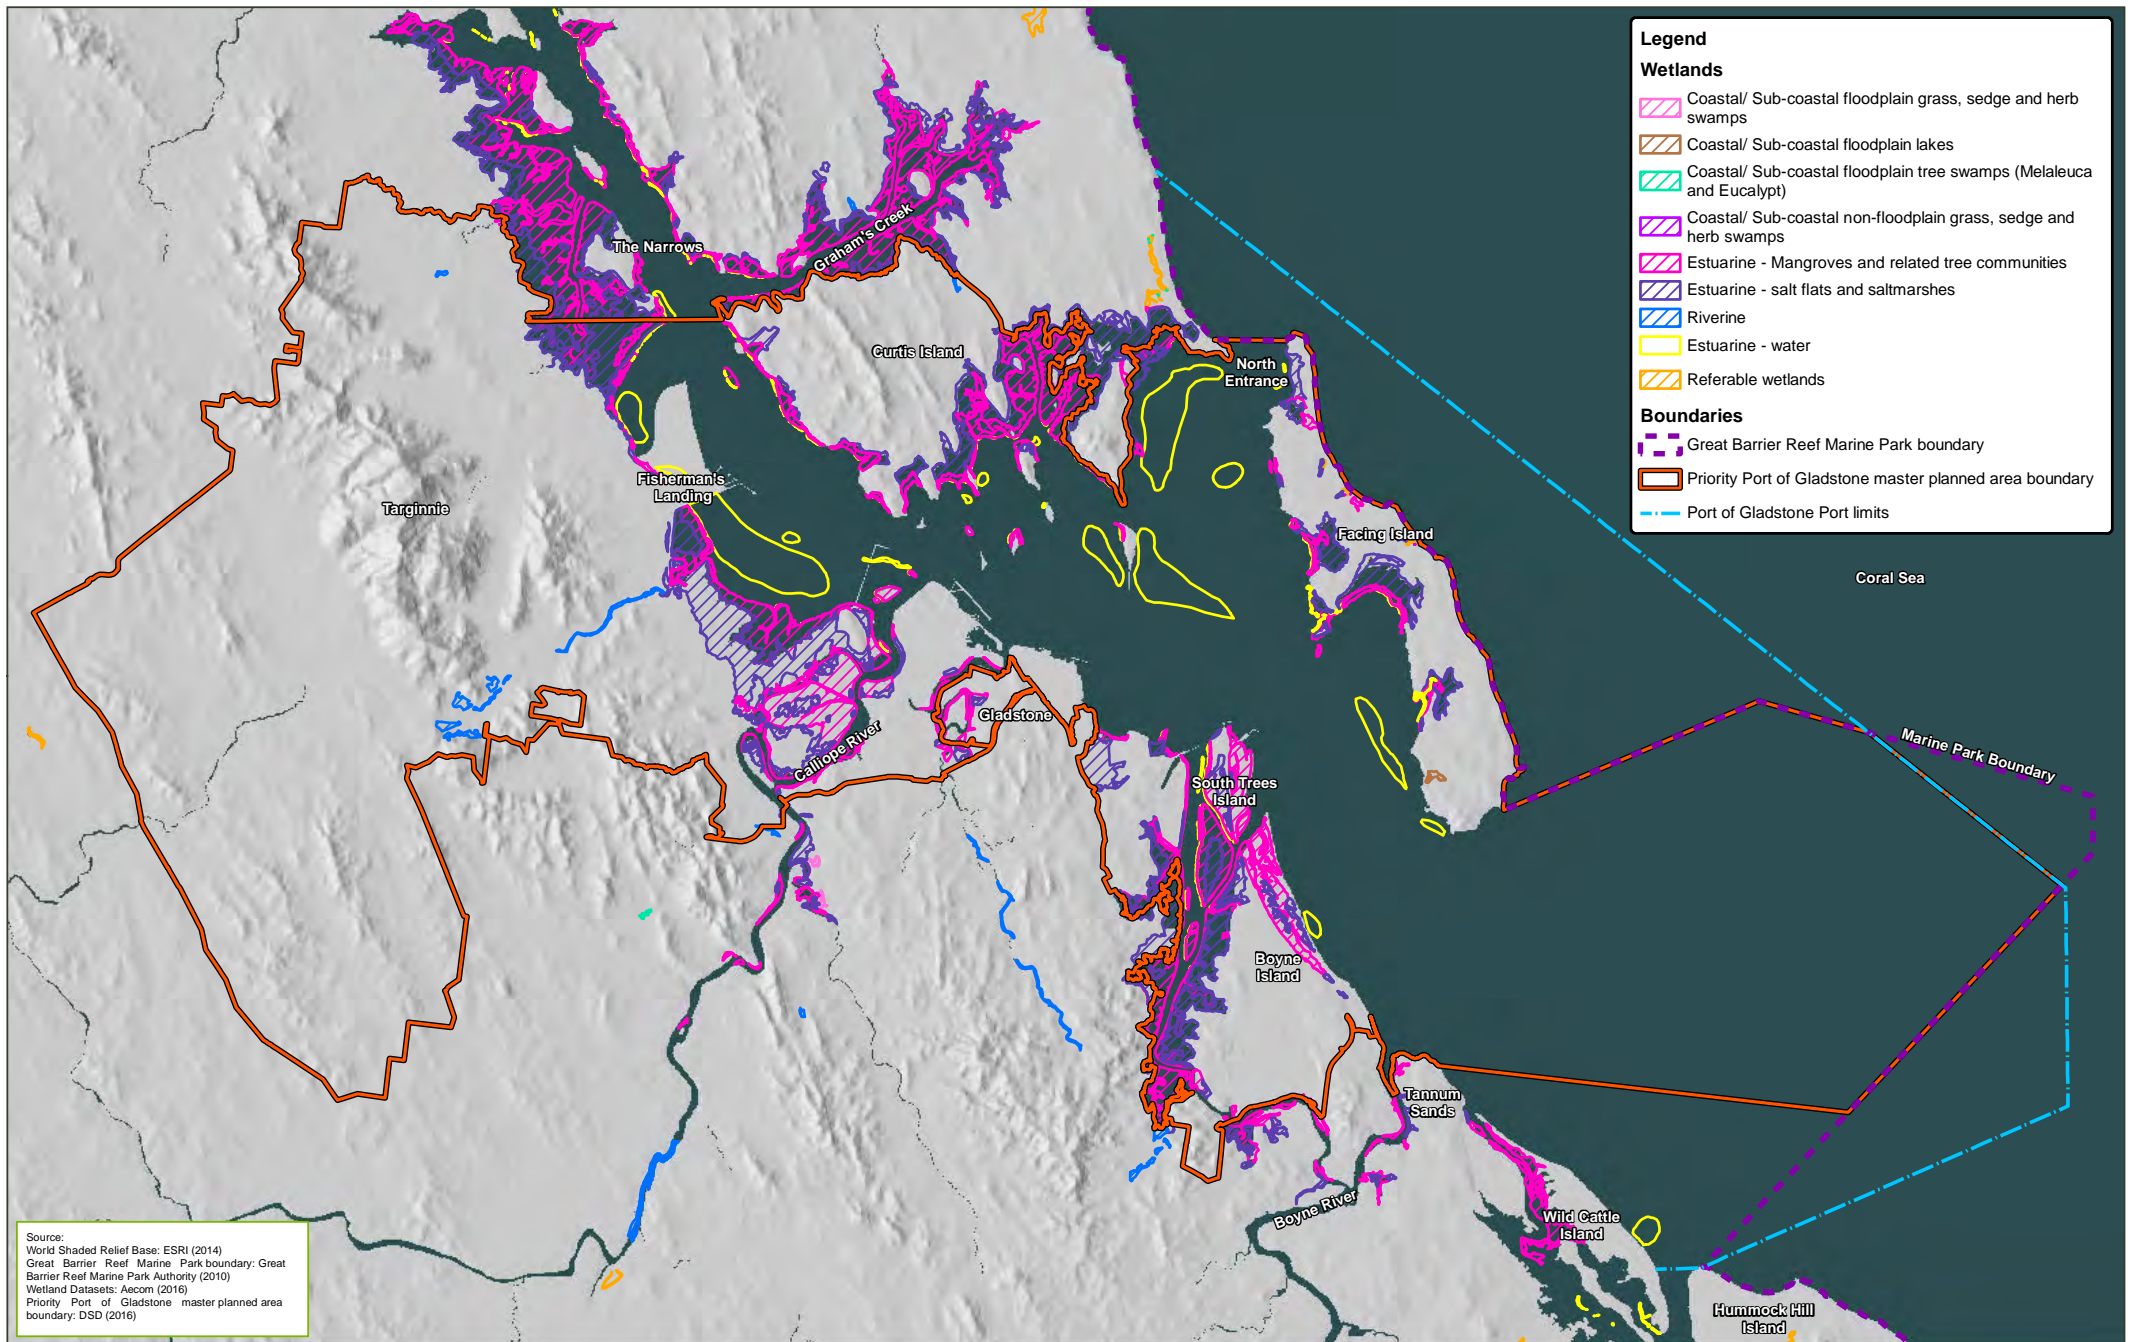 Legend
Wetlands
Coastal/ Sub-coastal floodplain grass, sedge and herb
swamps
Coastal/ Sub-coastal floodplain lakes
Coastal/ Sub-coastal floodplain tree swamps (Melaleuca
and Eucalypt)
Coastal/ Sub-coastal non-floodplain grass, sedge and
herb swamps
Estuarine - Mangroves and related tree communities
Estuarine - salt flats and saltmarshes
Riverine
Estuarine - water
Referable wetlands
Boundaries
Great Barrier Reef Marine Park boundary
Priority Port of Gladstone master planned area boundary
Port of Gladstone Port limits
The Narrows
Graham's Creek
Curtis Island
North
Entrance
Fisherman's
Landing
Targinnie
Facing Island
Coral Sea
Gladstone
Calliope River
Marine Park Boundary
South Trees
Island
Boyne
Island
Tannum
Sands
Boyne River
Wild Cattle
Island
Hummock Hill
Island
Source:
World Shaded Relief Base: ESRI (2014)
Great Barrier Reef Marine Park boundary: Great
Barrier Reef Marine Park Authority (2010)
Wetland Datasets: Aecom (2016)
Priority Port of Gladstone master planned area
boundary: DSD (2016)